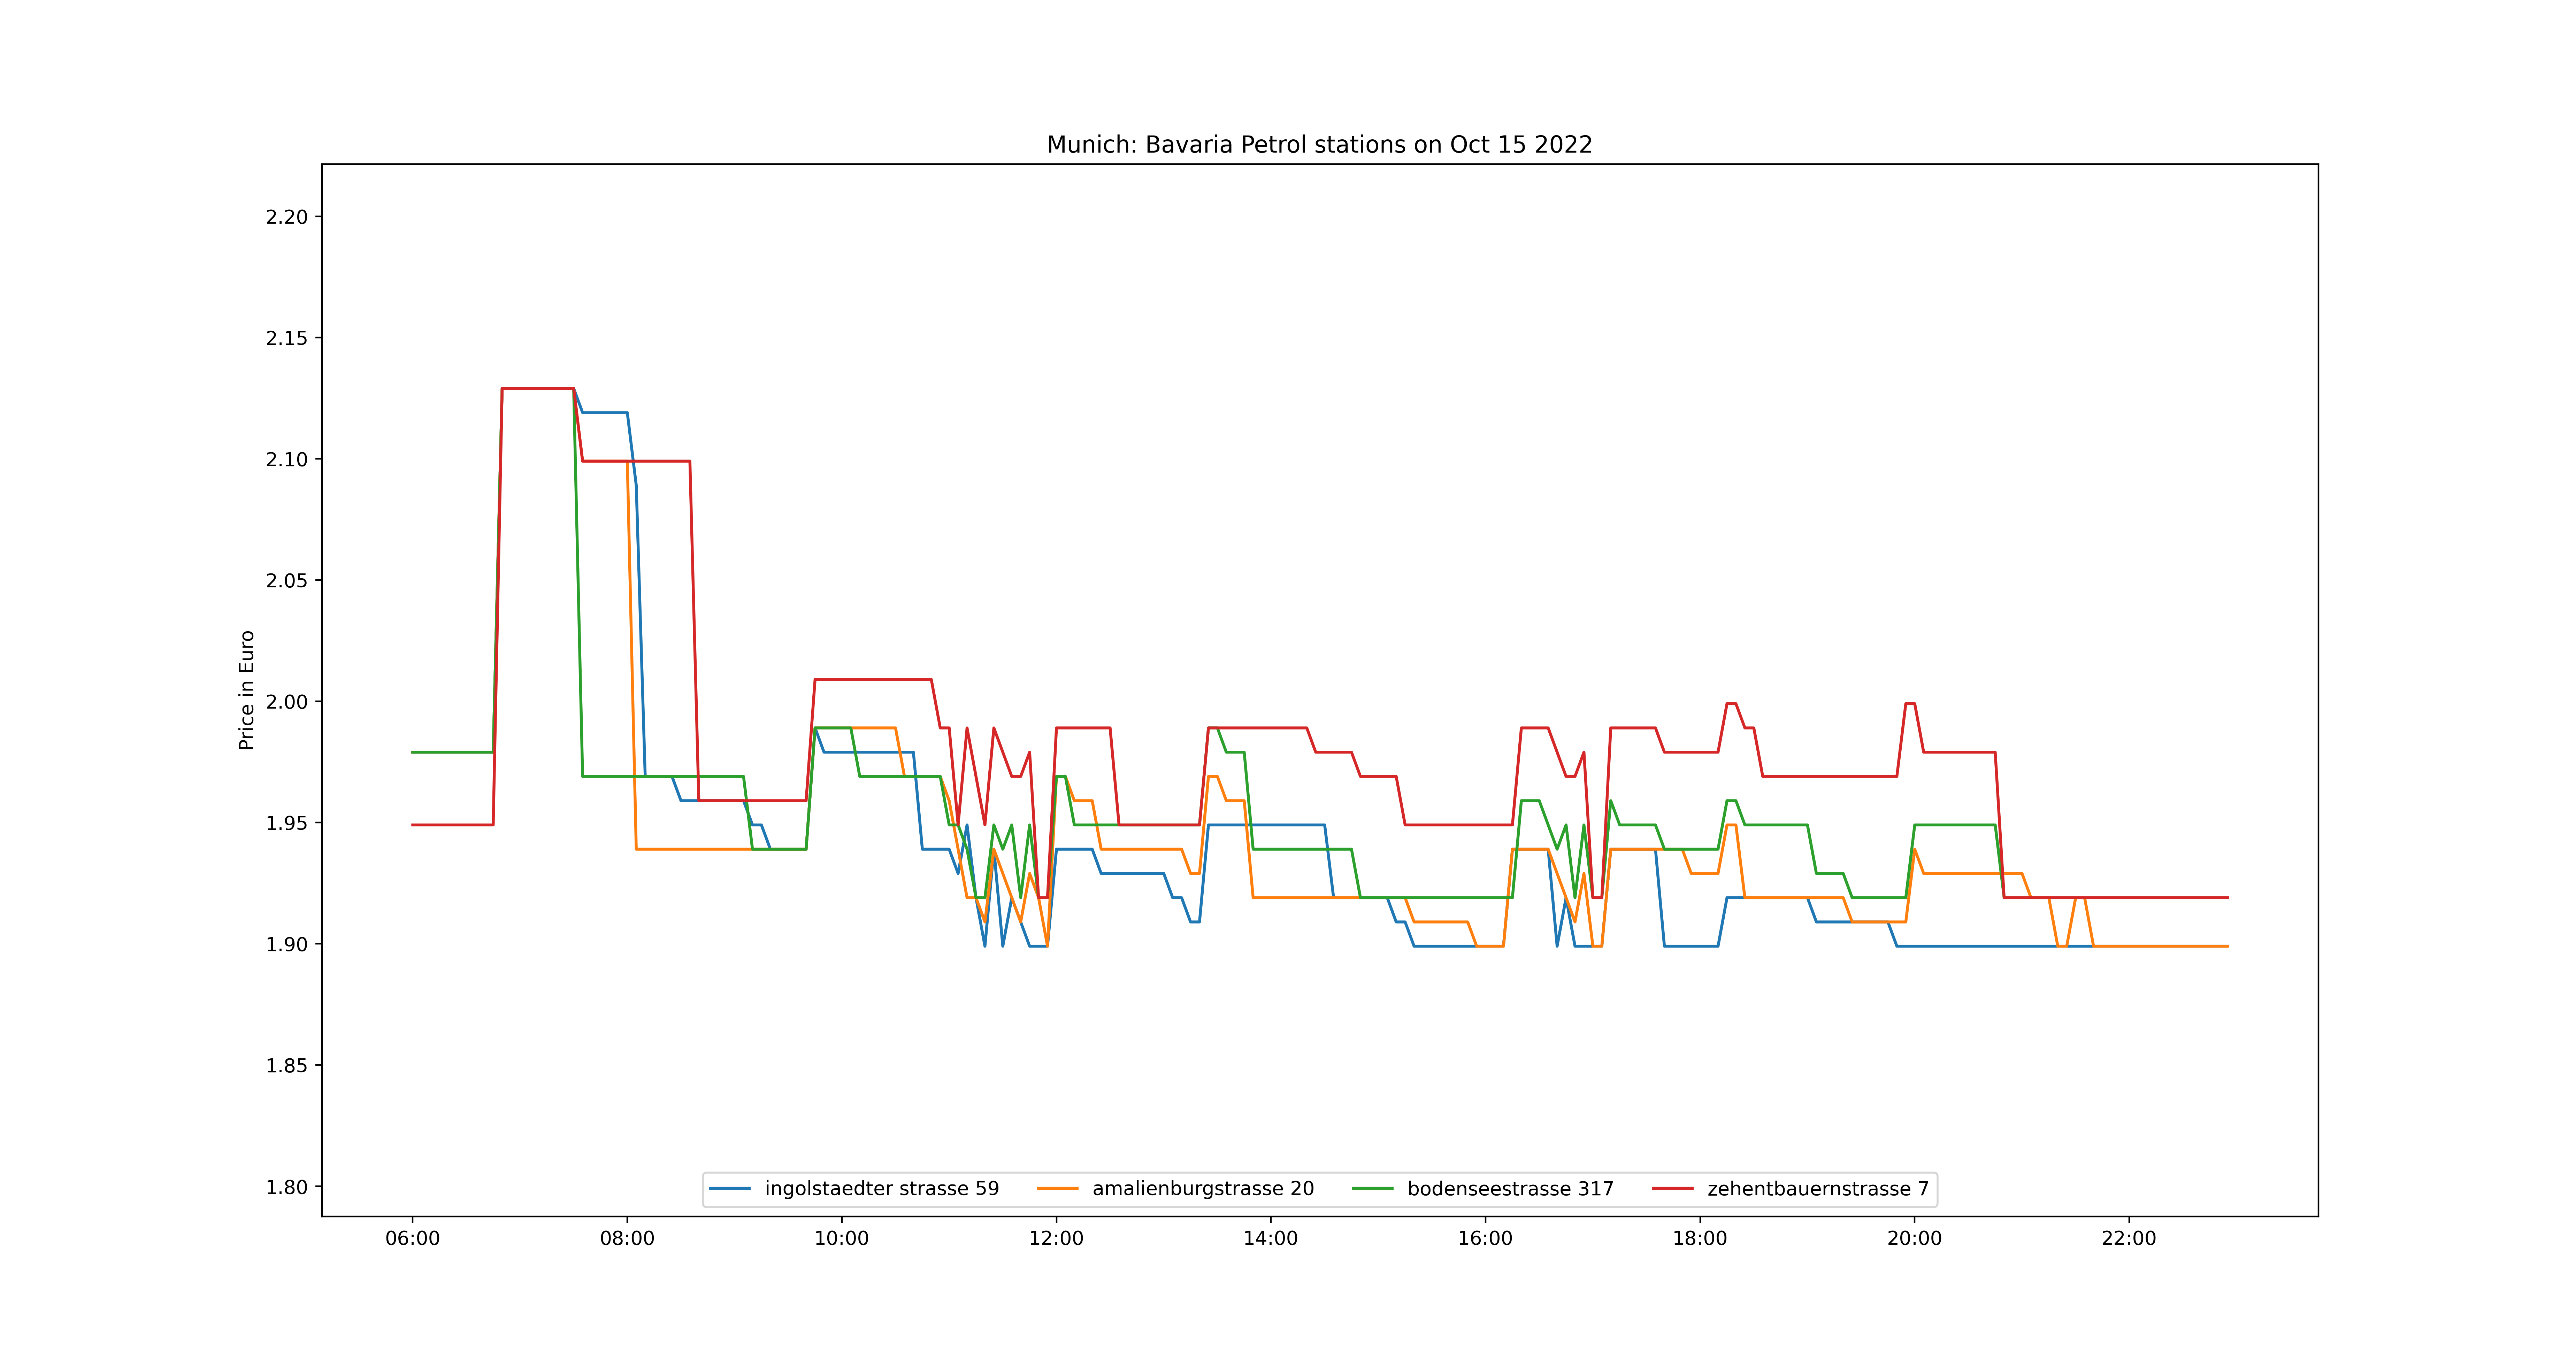 Munich: Bavaria Petrol stations on Oct 15 2022
2.20
2.15
2.10
2.05
2.00
1.95
1.90
1.85
1.80
Price in Euro
ingolstaedter strasse 59 amalienburgstrasse 20 bodenseestrasse 317 zehentbauernstrasse 7
06:00 08:00 10:00 12:00 14:00 16:00 18:00 20:00 22:00